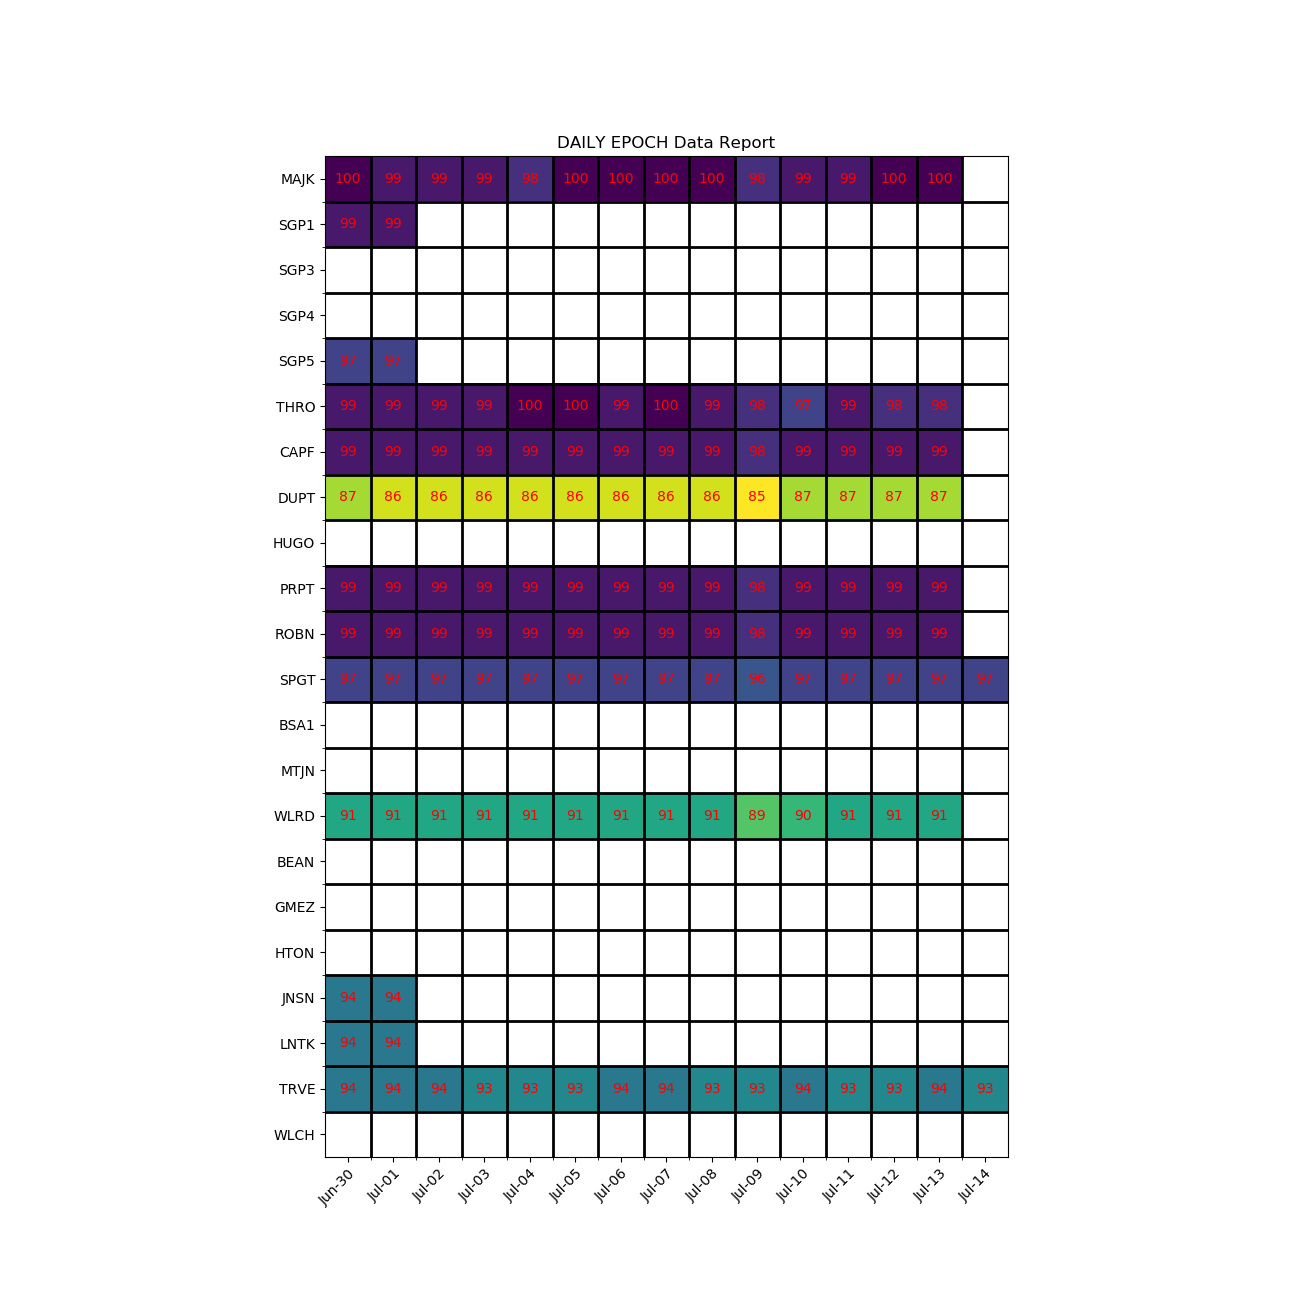 DAILY EPOCH Data Report
MAJK 100 99 99 99 98 100 100 100 100 98 99 99 100 100
SGP1 99 99
SGP3
SGP4
SGP5 97 97
THRO 99 99 99 99 100 100 99 100 99 98 97 99 98 98
CAPF 99 99 99 99 99 99 99 99 99 98 99 99 99 99
DUPT 87 86 86 86 86 86 86 86 86 85 87 87 87 87
HUGO
PRPT 99 99 99 99 99 99 99 99 99 98 99 99 99 99
ROBN 99 99 99 99 99 99 99 99 99 98 99 99 99 99
SPGT 97 97 97 97 97 97 97 97 97 96 97 97 97 97 97
BSA1
MTJN
WLRD 91 91 91 91 91 91 91 91 91 89 90 91 91 91
BEAN
GMEZ
HTON
JNSN 94 94
LNTK 94 94
TRVE 94 94 94 93 93 93 94 94 93 93 94 93 93 94 93
WLCH
Jun-30 Jul-01 Jul-02 Jul-03 Jul-04 Jul-05 Jul-06 Jul-07 Jul-08 Jul-09 Jul-10 Jul-11 Jul-12 Jul-13 Jul-14